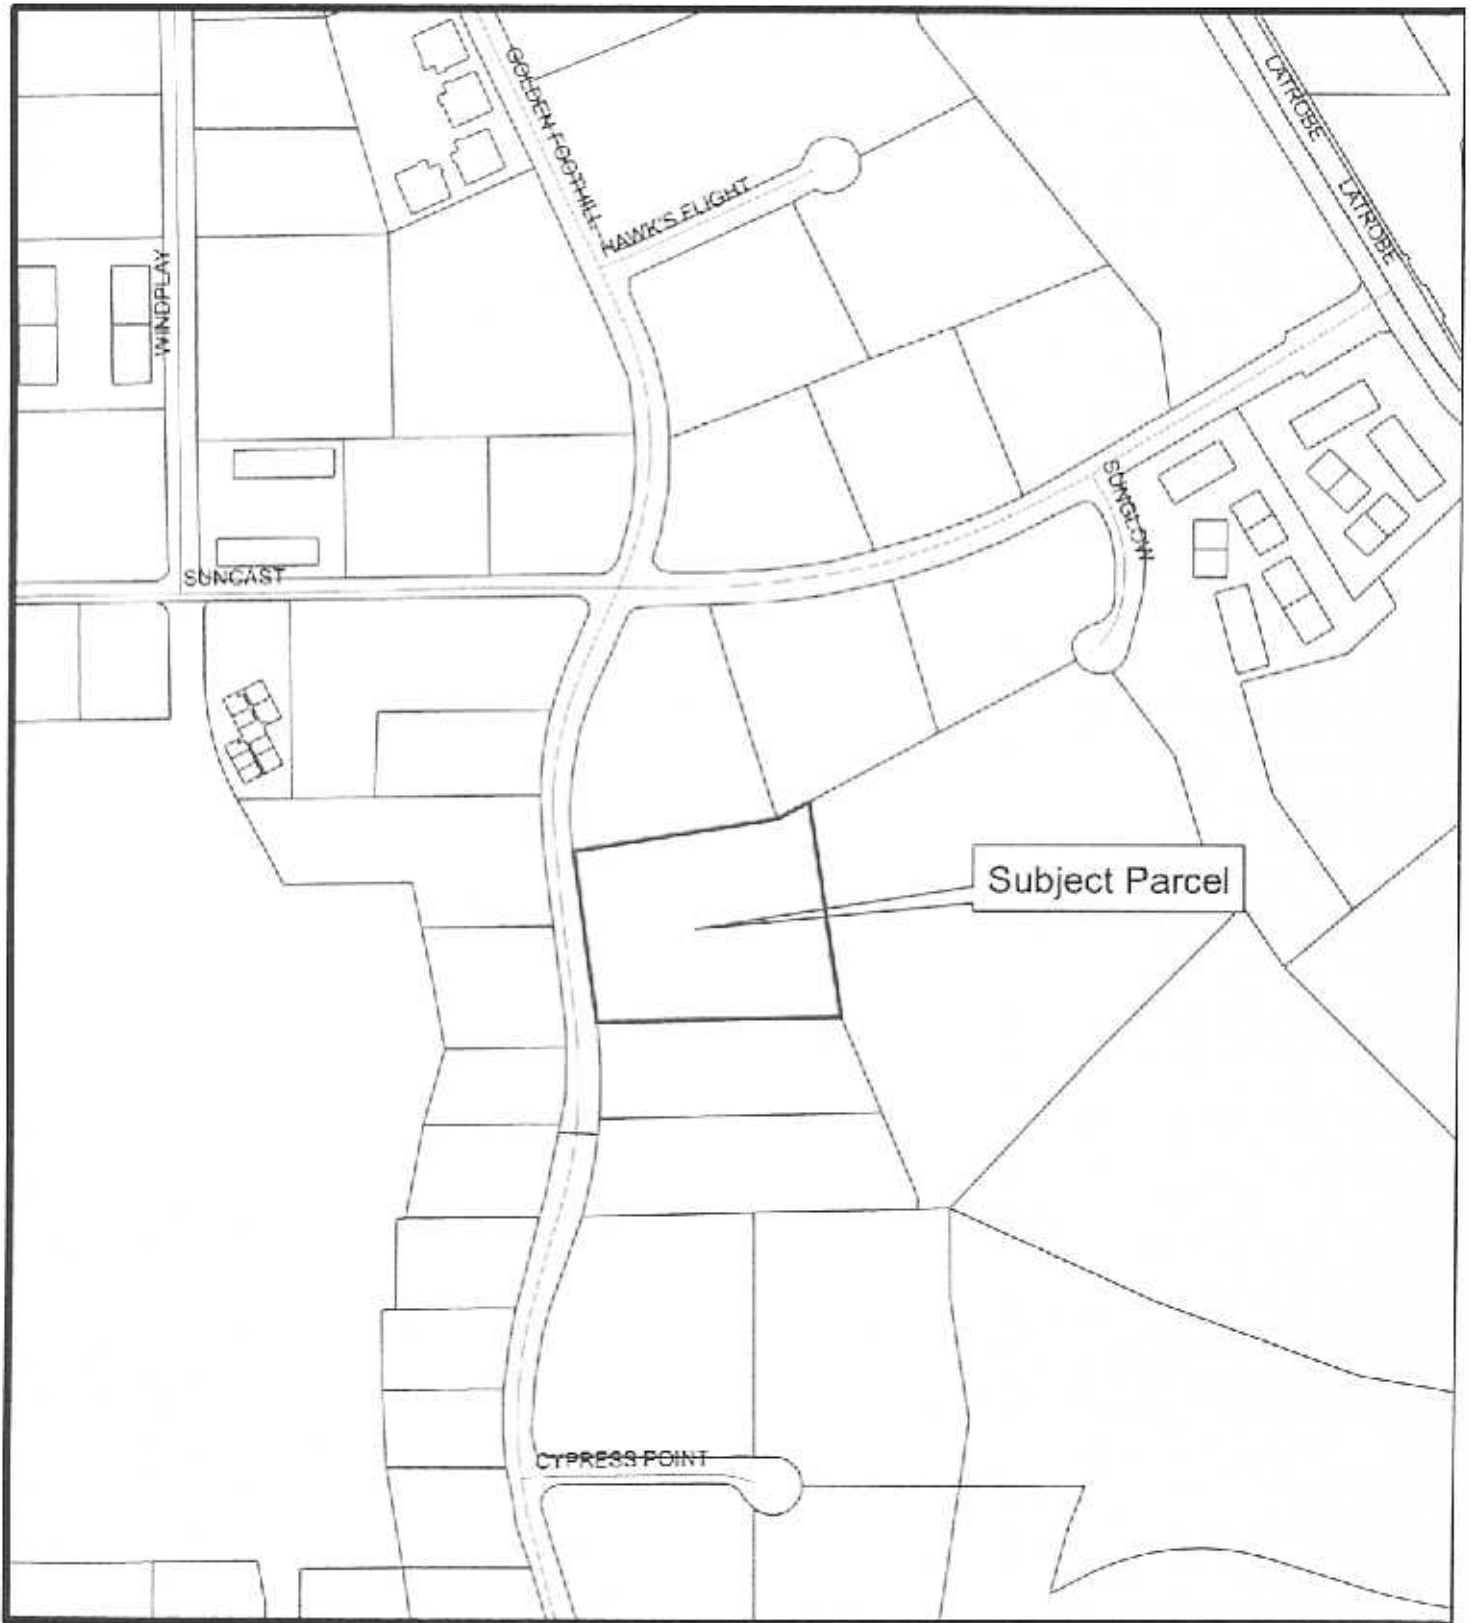 GOLDEN FOOTHILL
LATROBE
LATROBE
HAWK'S FLIGHT
WINDPLAY
SUNGLOW
SUNCAST
Subject Parcel
CYPRESS POINT